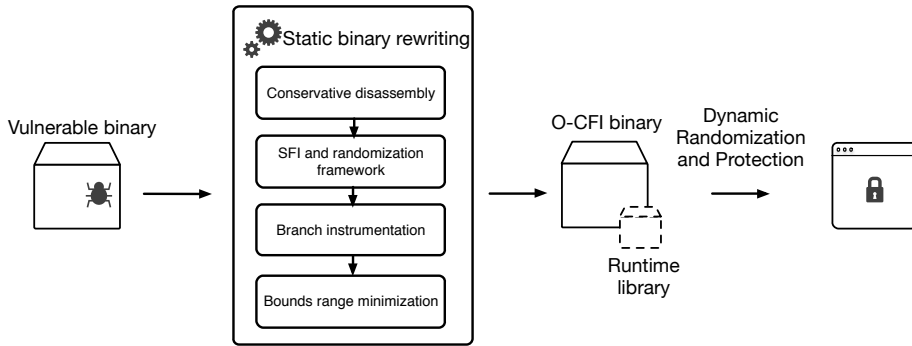 Vulnerable binary
Static binary rewriting
Conservative disassembly
SFI and randomization
framework
Branch instrumentation
Bounds range minimization
O-CFI binary
Runtime
library
Dynamic
Randomization
and Protection